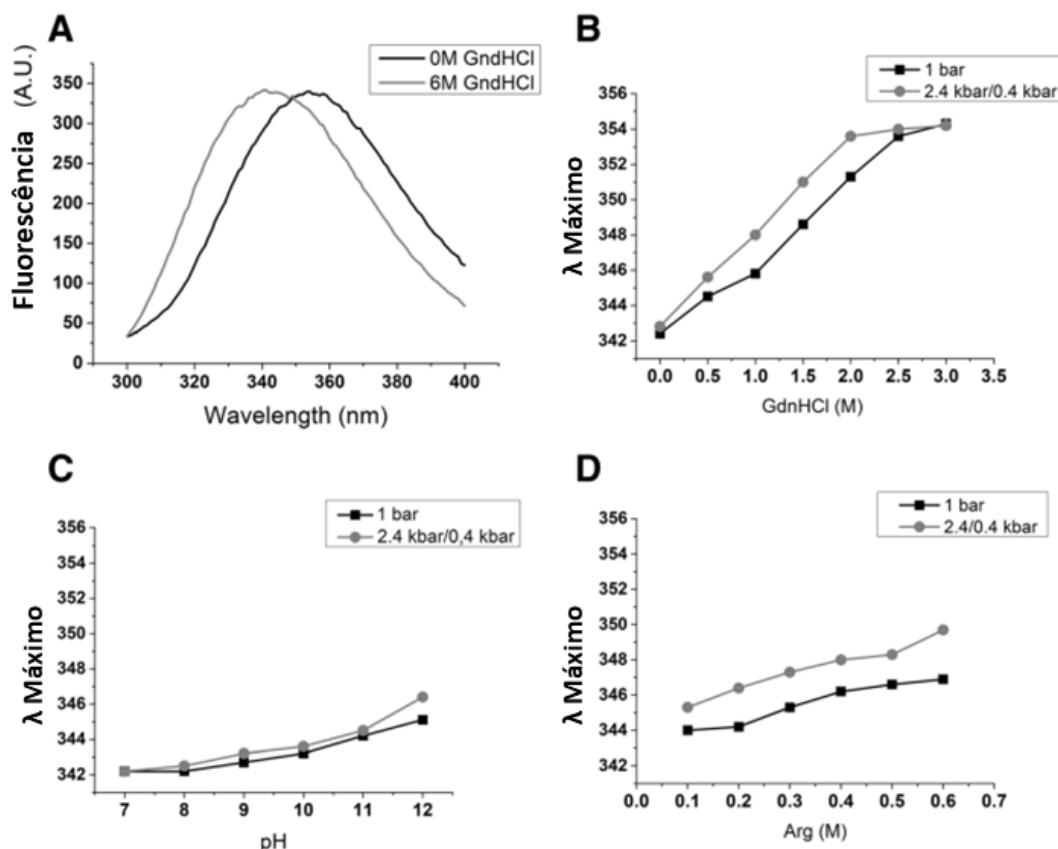 A
Fluorescência (A.U.)
350
300
250
200
150
100
50
0
300 320 340 360 380 400
Wavelength (nm)
0M GndHCl
6M GndHCl
B
1 bar
2.4 kbar/0.4 kbar
λ Máximo
356
354
352
350
348
346
344
342
0.0 0.5 1.0 1.5 2.0 2.5 3.0 3.5
GdnHCl (M)
C
1 bar
2.4 kbar/0,4 kbar
λ Máximo
356
354
352
350
348
346
344
342
7 8 9 10 11 12
pH
D
1 bar
2.4/0.4 kbar
λ Máximo
356
354
352
350
348
346
344
342
0.0 0.1 0.2 0.3 0.4 0.5 0.6 0.7
Arg (M)